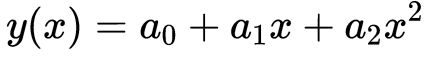 y(x) = a₀ + a₁x + a₂x²